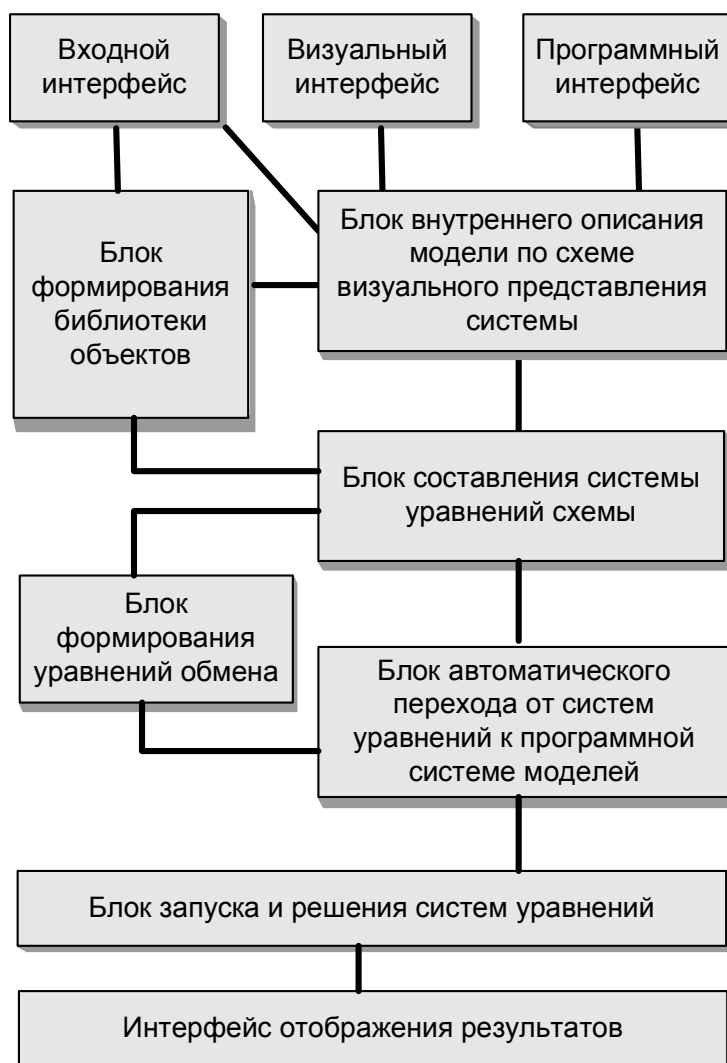 Входной
интерфейс
Визуальный
интерфейс
Программный
интерфейс
Блок
формирования
библиотеки
объектов
Блок внутреннего описания
модели по схеме
визуального представления
системы
Блок составления системы
уравнений схемы
Блок
формирования
уравнений обмена
Блок автоматического
перехода от систем
уравнений к программной
системе моделей
Блок запуска и решения систем уравнений
Интерфейс отображения результатов